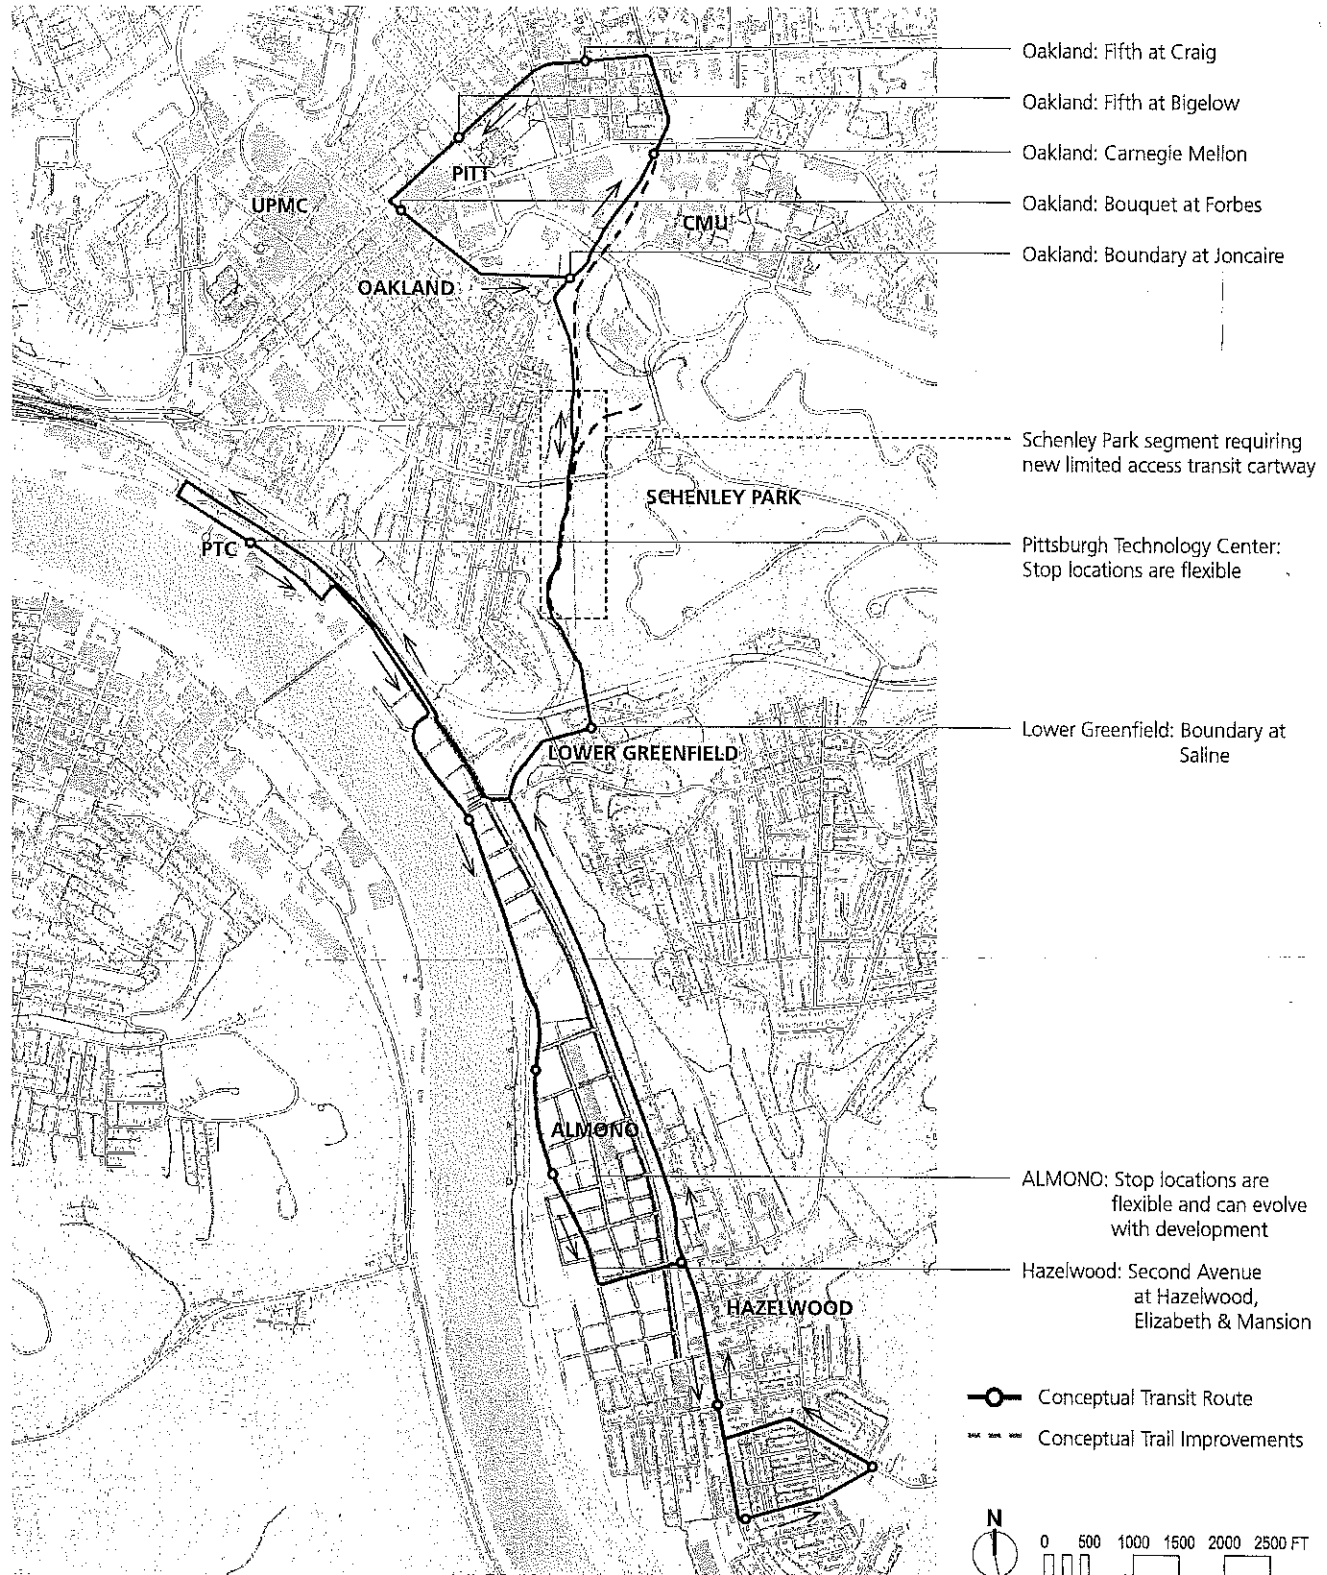 Oakland: Fifth at Craig
Oakland: Fifth at Bigelow
Oakland: Carnegie Mellon
PITT
UPMC
Oakland: Bouquet at Forbes
CMU
Oakland: Boundary at Joncaire
OAKLAND
Schenley Park segment requiring
new limited access transit cartway
SCHENLEY PARK
PTC
Pittsburgh Technology Center:
Stop locations are flexible
Lower Greenfield: Boundary at
Saline
LOWER GREENFIELD
ALMONO
ALMONO: Stop locations are
flexible and can evolve
with development
Hazelwood: Second Avenue
at Hazelwood,
Elizabeth & Mansion
HAZELWOOD
Conceptual Transit Route
Conceptual Trail Improvements
N
0 500 1000 1500 2000 2500 FT